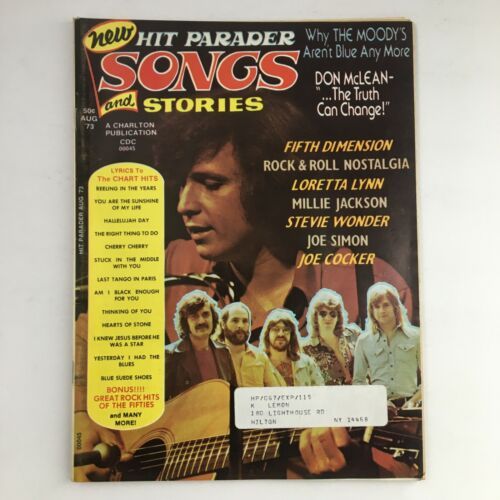 new HIT PARADER
SONGS
and STORIES
50¢
AUG
'73
A CHARLTON
PUBLICATION
CDC
00045
Why THE MOODY'S
Aren't Blue Any More
DON McLEAN-
"...The Truth
Can Change!"
FIFTH DIMENSION
ROCK & ROLL NOSTALGIA
LORETTA LYNN
MILLIE JACKSON
STEVIE WONDER
JOE SIMON
JOE COCKER
LYRICS To
The CHART HITS
REELING IN THE YEARS
YOU ARE THE SUNSHINE
OF MY LIFE
HALLELUJAH DAY
THE RIGHT THING TO DO
CHERRY CHERRY
STUCK IN THE MIDDLE
WITH YOU
LAST TANGO IN PARIS
AM I BLACK ENOUGH
FOR YOU
THINKING OF YOU
HEARTS OF STONE
I KNEW JESUS BEFORE HE
WAS A STAR
YESTERDAY I HAD THE
BLUES
BLUE SUEDE SHOES
BONUS!!!!
GREAT ROCK HITS
OF THE FIFTIES
and MANY
MORE!
HIT PARADER AUG 73
00045
HP/C67/EXP/115
K LEMON
180 LIGHTHOUSE RD
HILTON NY 14468